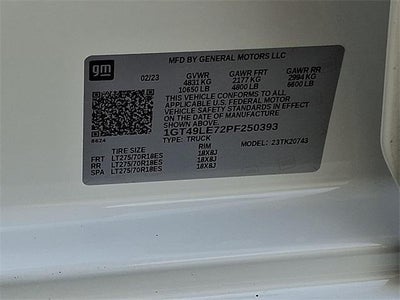 gm
MFD BY GENERAL MOTORS LLC
02/23 GVWR GAWR FRT GAWR RR
4831 KG 2177 KG 2994 KG
10650 LB 4800 LB 6600 LB
THIS VEHICLE CONFORMS TO ALL APPLICABLE
U.S. FEDERAL MOTOR VEHICLE
SAFETY STANDARDS IN EFFECT
ON THE DATE OF MANUFACTURE
SHOWN ABOVE.
1GT49LE72PF250393
8624 TYPE: TRUCK MODEL: 23TK20743
TIRE SIZE RIM
FRT LT275/70R18ES 18X8J
RR LT275/70R18ES 18X8J
SPA LT275/70R18ES 18X8J